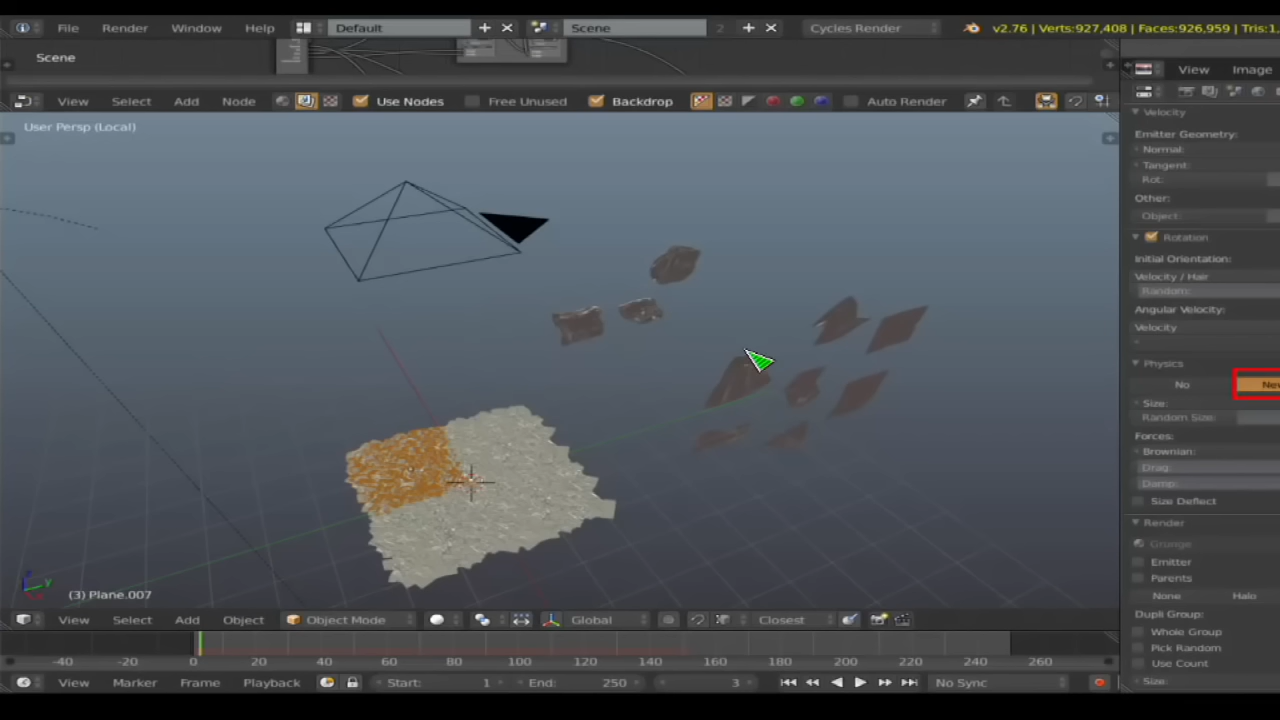 File Render Window Help Default Scene 2 Cycles Render v2.76 | Verts:927,408 | Faces:926,959 | Tris:1,
Scene
View Image
View Select Add Node Use Nodes Free Unused Backdrop Auto Render
User Persp (Local)
Velocity
Emitter Geometry:
Normal:
Tangent:
Rot:
Other:
Object:
Rotation
Initial Orientation:
Velocity / Hair
Random:
Angular Velocity:
Velocity
Physics
No New
Size:
Random Size:
Forces:
Brownian:
Drag:
Damp:
Size Deflect
Render
Grunge
Emitter
Parents
None Halo
Dupli Group:
Whole Group
Pick Random
Use Count
Size:
(3) Plane.007
View Select Add Object Object Mode Global Closest
-40 -20 0 20 40 60 80 100 120 140 160 180 200 220 240 260
View Marker Frame Playback Start: 1 End: 250 3 No Sync